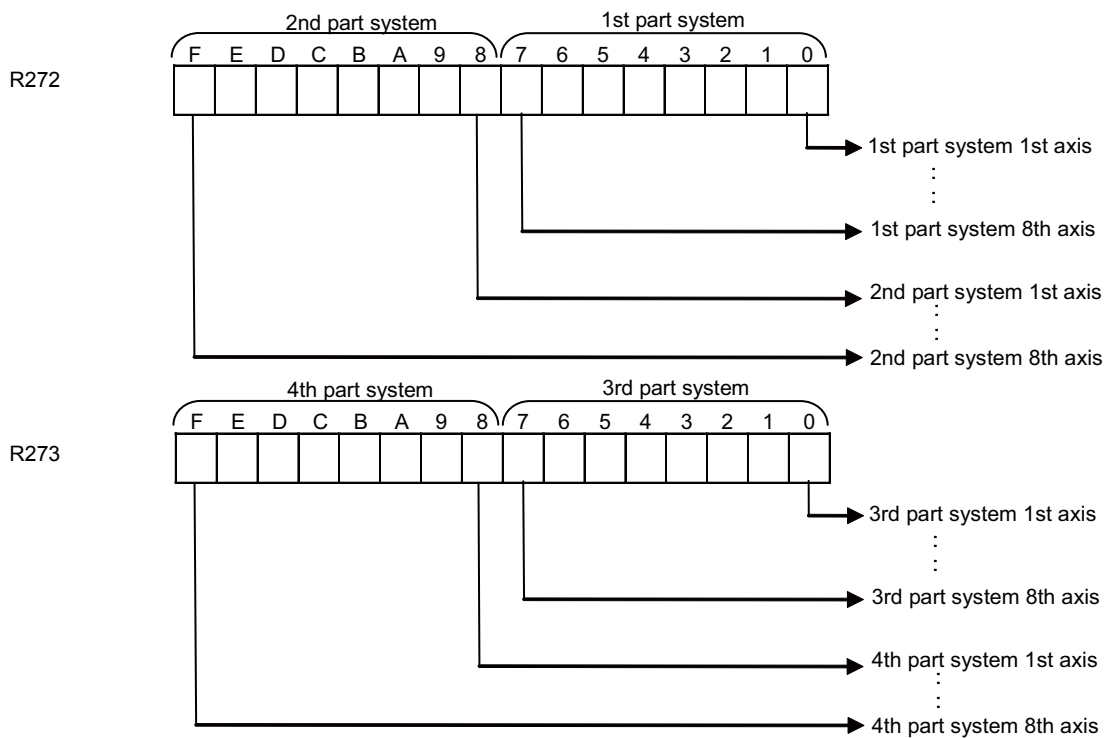 2nd part system 1st part system
F E D C B A 9 8 7 6 5 4 3 2 1 0
R272
1st part system 1st axis
1st part system 8th axis
2nd part system 1st axis
2nd part system 8th axis
4th part system 3rd part system
F E D C B A 9 8 7 6 5 4 3 2 1 0
R273
3rd part system 1st axis
3rd part system 8th axis
4th part system 1st axis
4th part system 8th axis